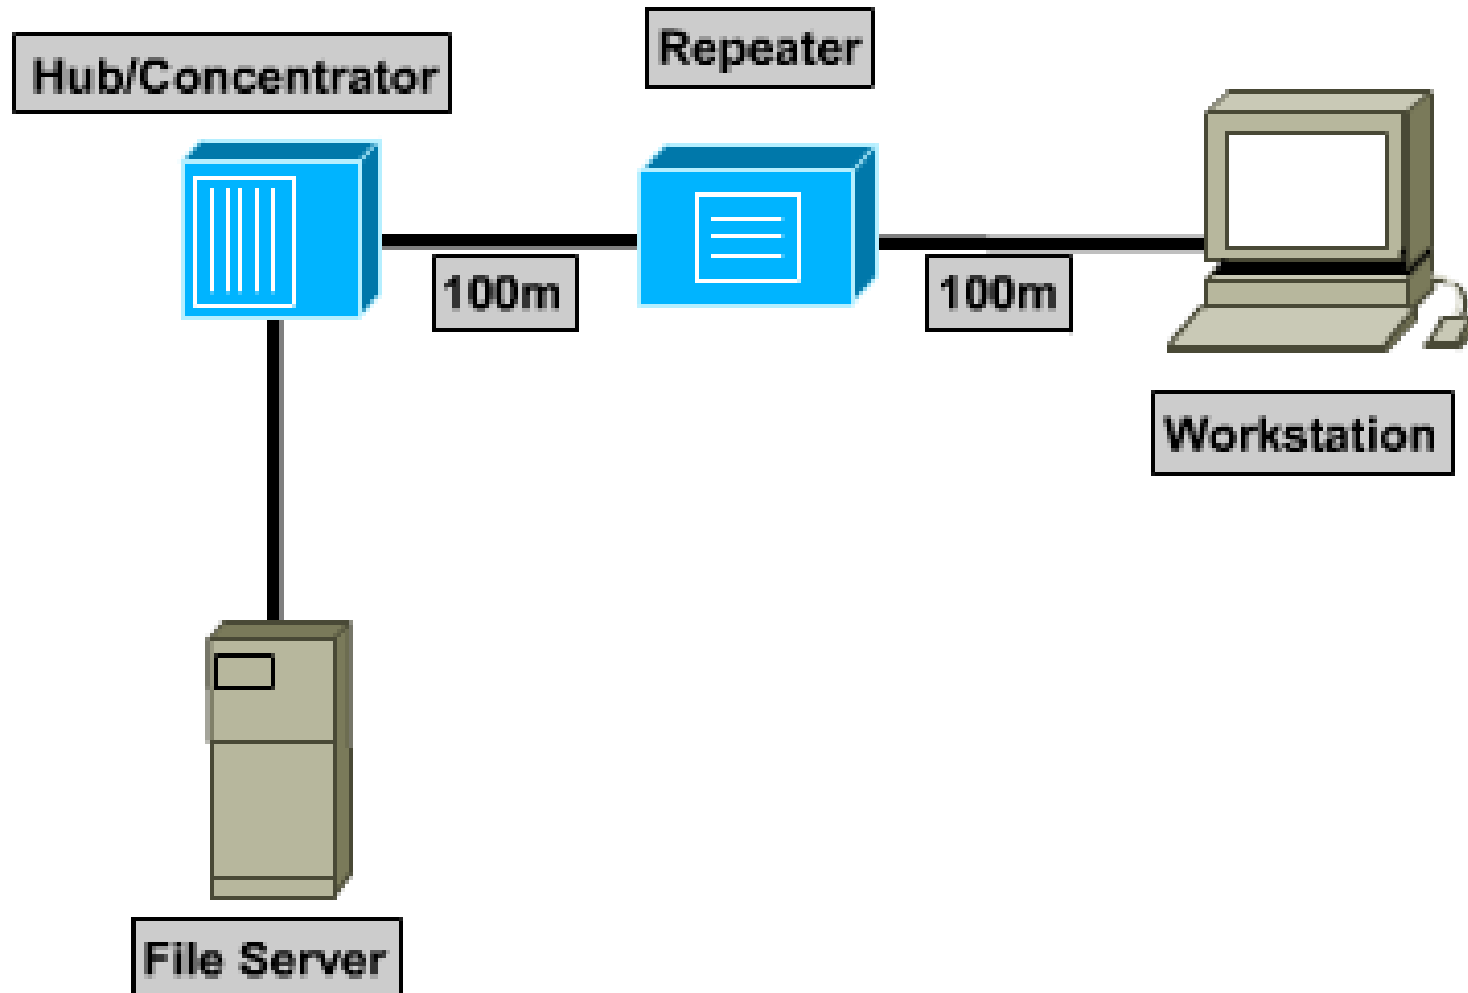 Hub/Concentrator
Repeater
100m
100m
Workstation
File Server